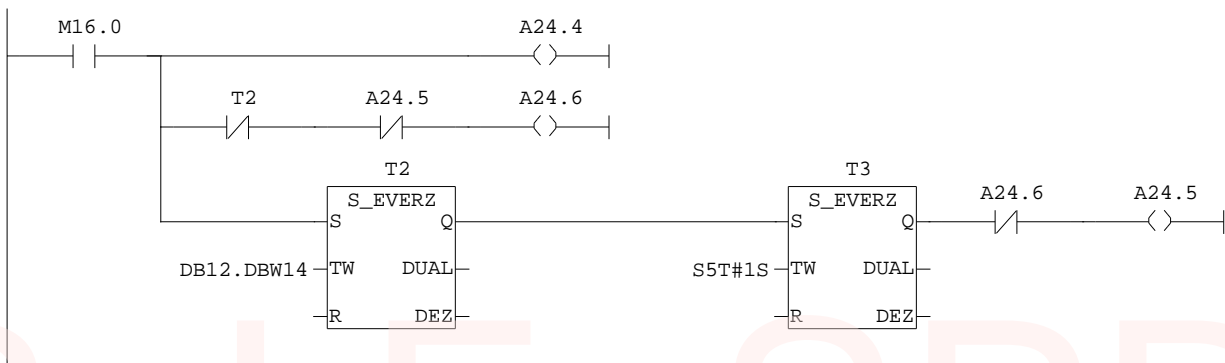 M16.0 A24.4
T2 A24.5 A24.6
T2 T3
S_EVERZ S_EVERZ A24.6 A24.5
S Q S Q
DB12.DBW14 TW DUAL S5T#1S TW DUAL
R DEZ R DEZ